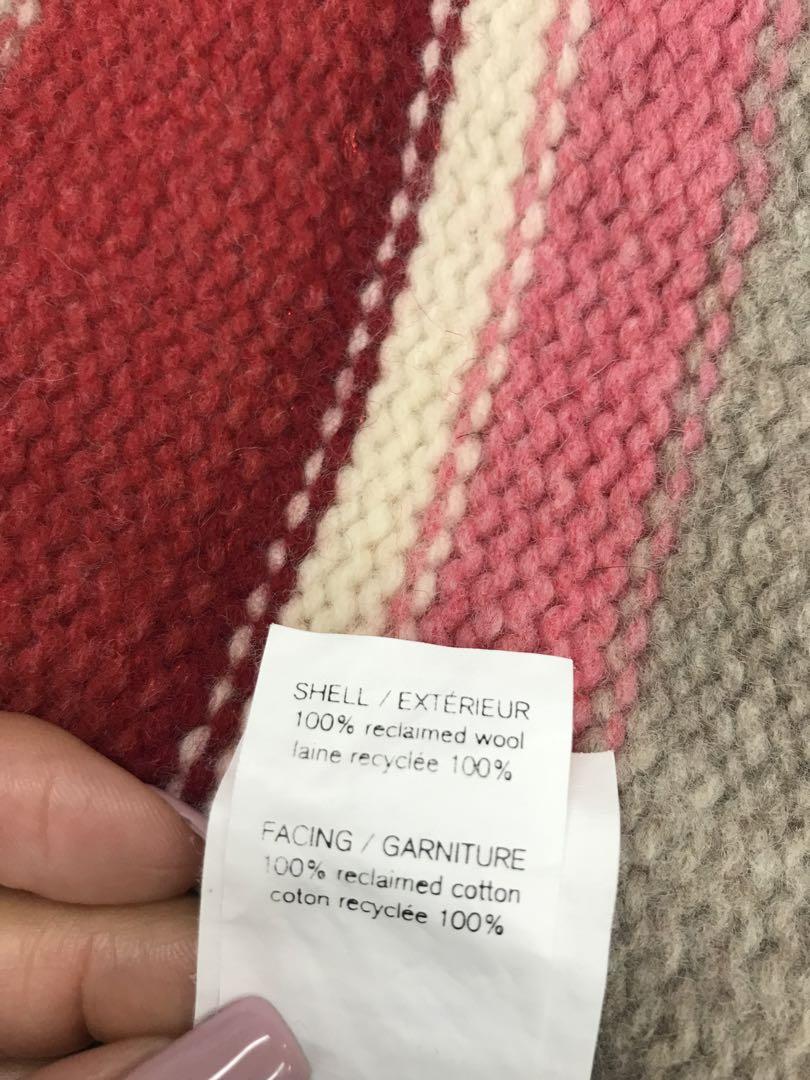 SHELL / EXTÉRIEUR
100% reclaimed wool
laine recyclée 100%
FACING / GARNITURE
100% reclaimed cotton
coton recyclée 100%